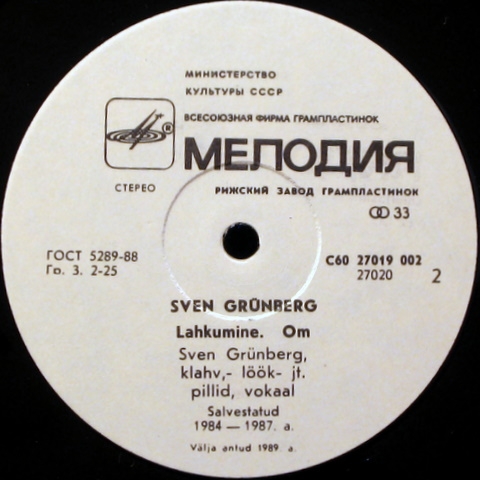 МИНИСТЕРСТВО
КУЛЬТУРЫ СССР
ВСЕСОЮЗНАЯ ФИРМА ГРАМПЛАСТИНОК
®
МЕЛОДИЯ
СТЕРЕО
РИЖСКИЙ ЗАВОД ГРАМПЛАСТИНОК
33
ГОСТ 5289-88
Гр. 3. 2-25
С60 27019 002
27020
2
SVEN GRÜNBERG
Lahkumine. Om
Sven Grünberg,
klahv,- löök- jt.
pillid, vokaal
Salvestatud
1984 — 1987. a.
Välja antud 1989. a.